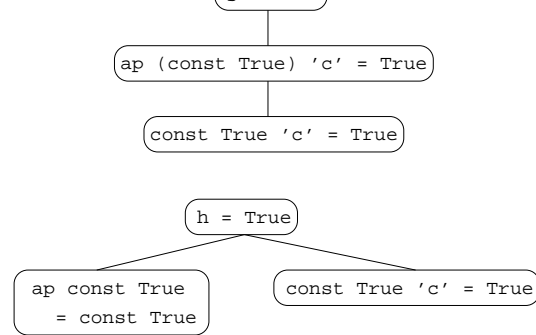 ap (const True) 'c' = True
const True 'c' = True
h = True
ap const True
= const True
const True 'c' = True